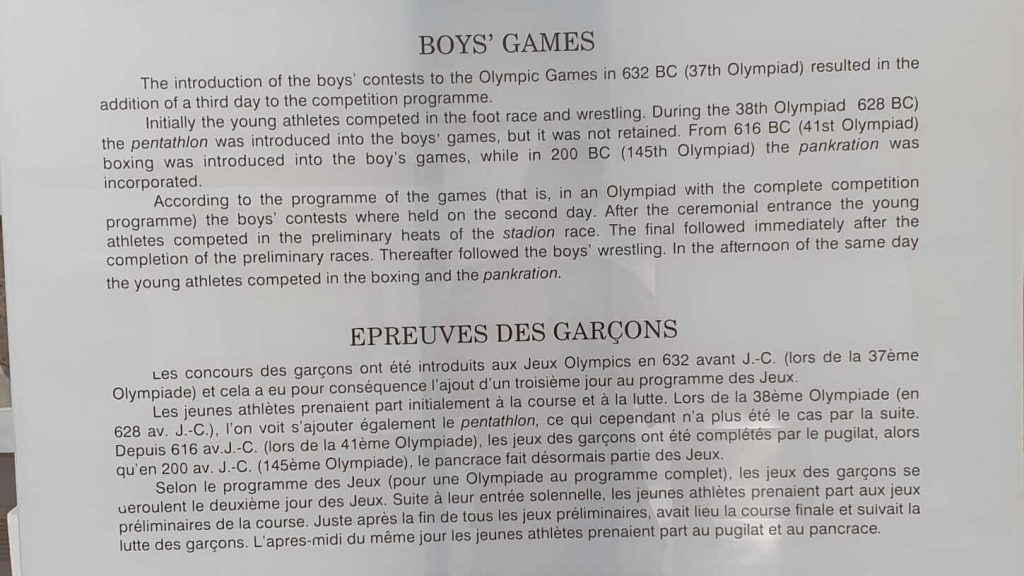 BOYS' GAMES
The introduction of the boys' contests to the Olympic Games in 632 BC (37th Olympiad) resulted in the
addition of a third day to the competition programme.
Initially the young athletes competed in the foot race and wrestling. During the 38th Olympiad 628 BC)
the pentathlon was introduced into the boys' games, but it was not retained. From 616 BC (41st Olympiad)
boxing was introduced into the boy's games, while in 200 BC (145th Olympiad) the pankration was
incorporated.
According to the programme of the games (that is, in an Olympiad with the complete competition
programme) the boys' contests where held on the second day. After the ceremonial entrance the young
athletes competed in the preliminary heats of the stadion race. The final followed immediately after the
completion of the preliminary races. Thereafter followed the boys' wrestling. In the afternoon of the same day
the young athletes competed in the boxing and the pankration.
EPREUVES DES GARÇONS
Les concours des garçons ont été introduits aux Jeux Olympics en 632 avant J.-C. (lors de la 37ème
Olympiade) et cela a eu pour conséquence l'ajout d'un troisième jour au programme des Jeux.
Les jeunes athlètes prenaient part initialement à la course et à la lutte. Lors de la 38ème Olympiade (en
628 av. J.-C.), l'on voit s'ajouter également le pentathlon, ce qui cependant n'a plus été le cas par la suite.
Depuis 616 av.J.-C. (lors de la 41ème Olympiade), les jeux des garçons ont été complétés par le pugilat, alors
qu'en 200 av. J.-C. (145ème Olympiade), le pancrace fait désormais partie des Jeux.
Selon le programme des Jeux (pour une Olympiade au programme complet), les jeux des garçons se
deroulent le deuxième jour des Jeux. Suite à leur entrée solennelle, les jeunes athlètes prenaient part aux jeux
préliminaires de la course. Juste après la fin de tous les jeux préliminaires, avait lieu la course finale et suivait la
lutte des garçons. L'apres-midi du même jour les jeunes athlètes prenaient part au pugilat et au pancrace.